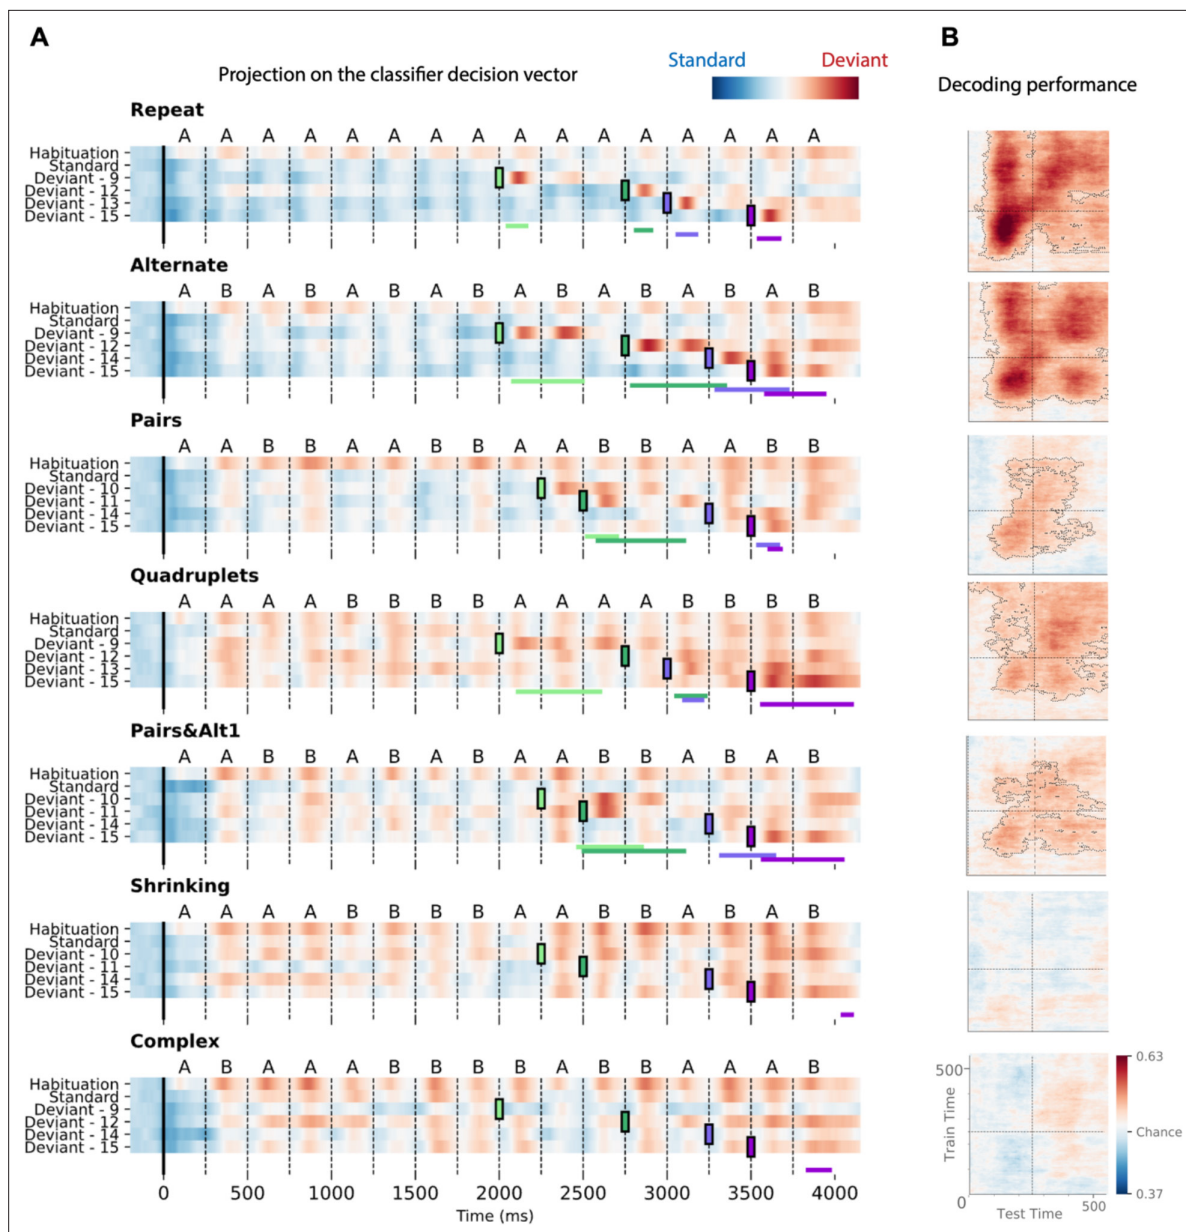 A
B
Projection on the classifier decision vector
Standard
Deviant
Decoding performance
Repeat
A A A A A A A A A A A A A A A A
Habituation
Standard
Deviant - 9
Deviant - 12
Deviant - 13
Deviant - 15
Alternate
A B A B A B A B A B A B A B A B
Habituation
Standard
Deviant - 9
Deviant - 12
Deviant - 14
Deviant - 15
Pairs
A A B B A A B B A A B B A A B B
Habituation
Standard
Deviant - 10
Deviant - 11
Deviant - 14
Deviant - 15
Quadruplets
A A A A B B B B A A A A B B B B
Habituation
Standard
Deviant - 9
Deviant - 12
Deviant - 13
Deviant - 15
Pairs&Alt1
A A B B A B A B A A B B A B A B
Habituation
Standard
Deviant - 10
Deviant - 11
Deviant - 14
Deviant - 15
Shrinking
A A A A B B B B A A B B A B A B
Habituation
Standard
Deviant - 10
Deviant - 11
Deviant - 14
Deviant - 15
Complex
A B A A A B B B B A B B A A A B
Habituation
Standard
Deviant - 9
Deviant - 12
Deviant - 14
Deviant - 15
0 500 1000 1500 2000 2500 3000 3500 4000
Time (ms)
500
Train Time
0
Test Time
500
0.63
Chance
0.37